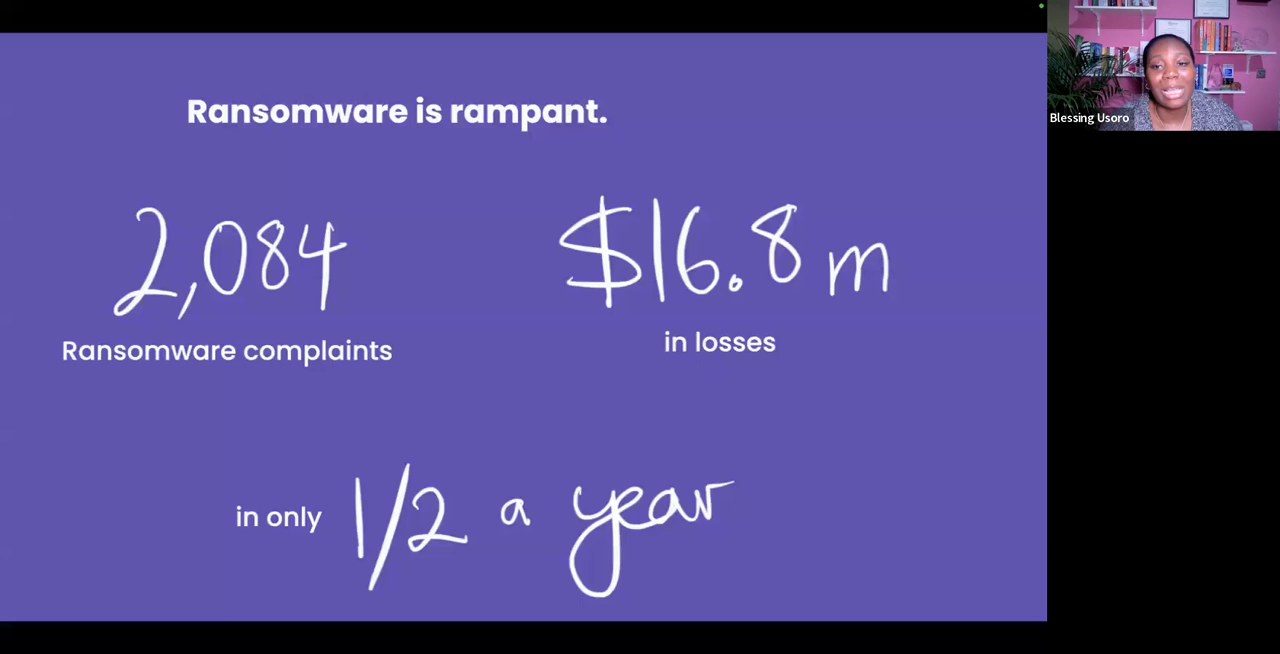 Ransomware is rampant.
2,084
Ransomware complaints
$16.8 m
in losses
in only 1/2 a year
Blessing Usoro